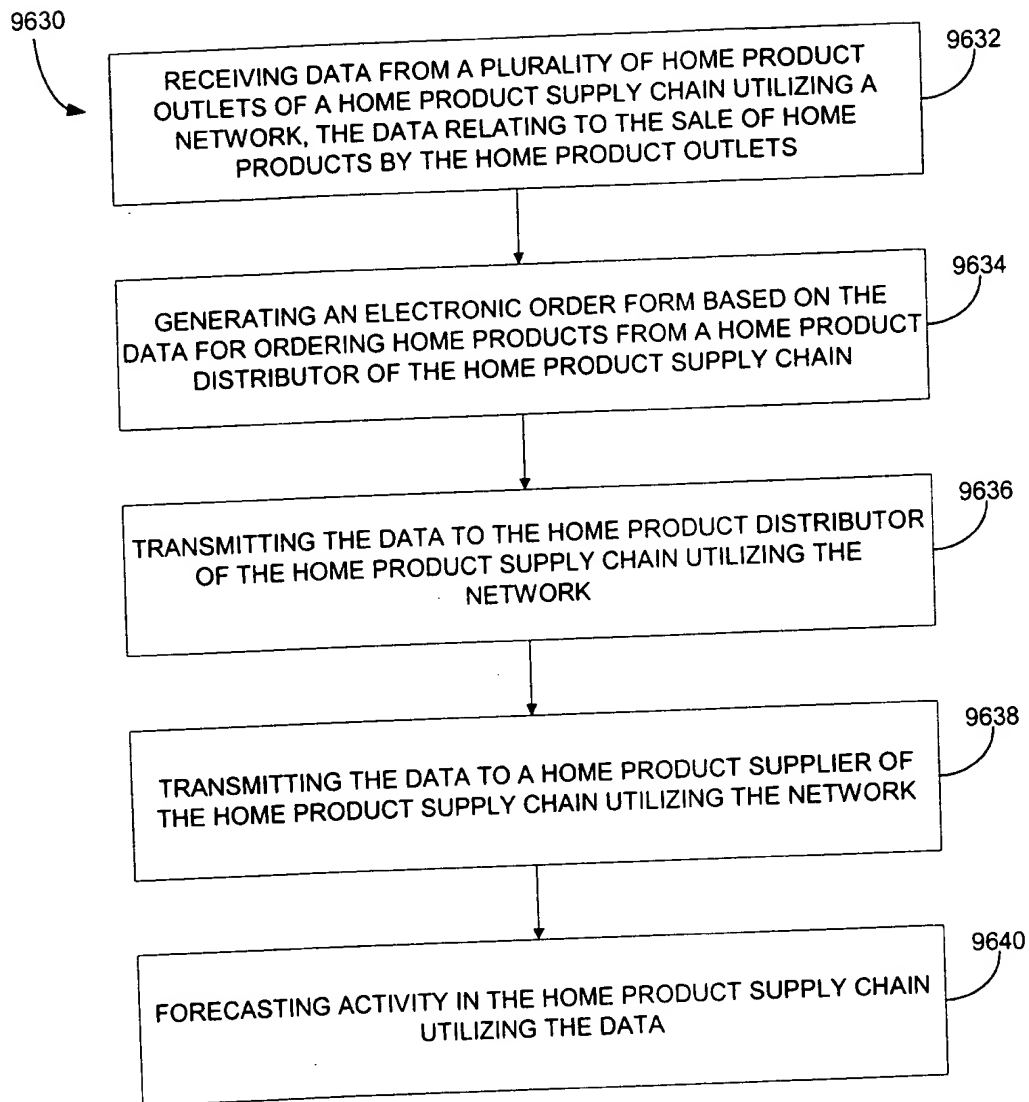 9630
9632
RECEIVING DATA FROM A PLURALITY OF HOME PRODUCT
OUTLETS OF A HOME PRODUCT SUPPLY CHAIN UTILIZING A
NETWORK, THE DATA RELATING TO THE SALE OF HOME
PRODUCTS BY THE HOME PRODUCT OUTLETS
9634
GENERATING AN ELECTRONIC ORDER FORM BASED ON THE
DATA FOR ORDERING HOME PRODUCTS FROM A HOME PRODUCT
DISTRIBUTOR OF THE HOME PRODUCT SUPPLY CHAIN
9636
TRANSMITTING THE DATA TO THE HOME PRODUCT DISTRIBUTOR
OF THE HOME PRODUCT SUPPLY CHAIN UTILIZING THE
NETWORK
9638
TRANSMITTING THE DATA TO A HOME PRODUCT SUPPLIER OF
THE HOME PRODUCT SUPPLY CHAIN UTILIZING THE NETWORK
9640
FORECASTING ACTIVITY IN THE HOME PRODUCT SUPPLY CHAIN
UTILIZING THE DATA